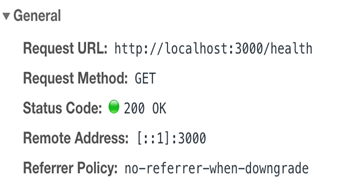 General
Request URL: http://localhost:3000/health
Request Method: GET
Status Code: 200 OK
Remote Address: [::1]:3000
Referrer Policy: no-referrer-when-downgrade